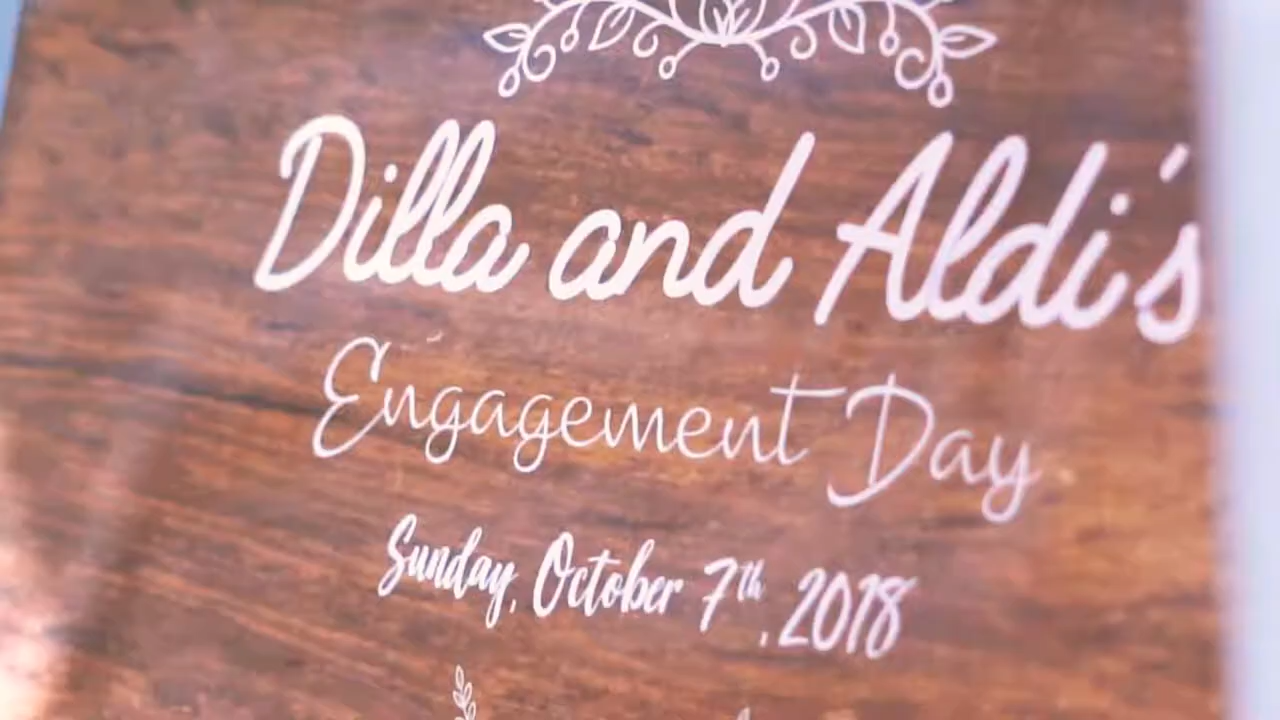 Dilla and Aldi's
Engagement Day
Sunday, October 7th, 2018